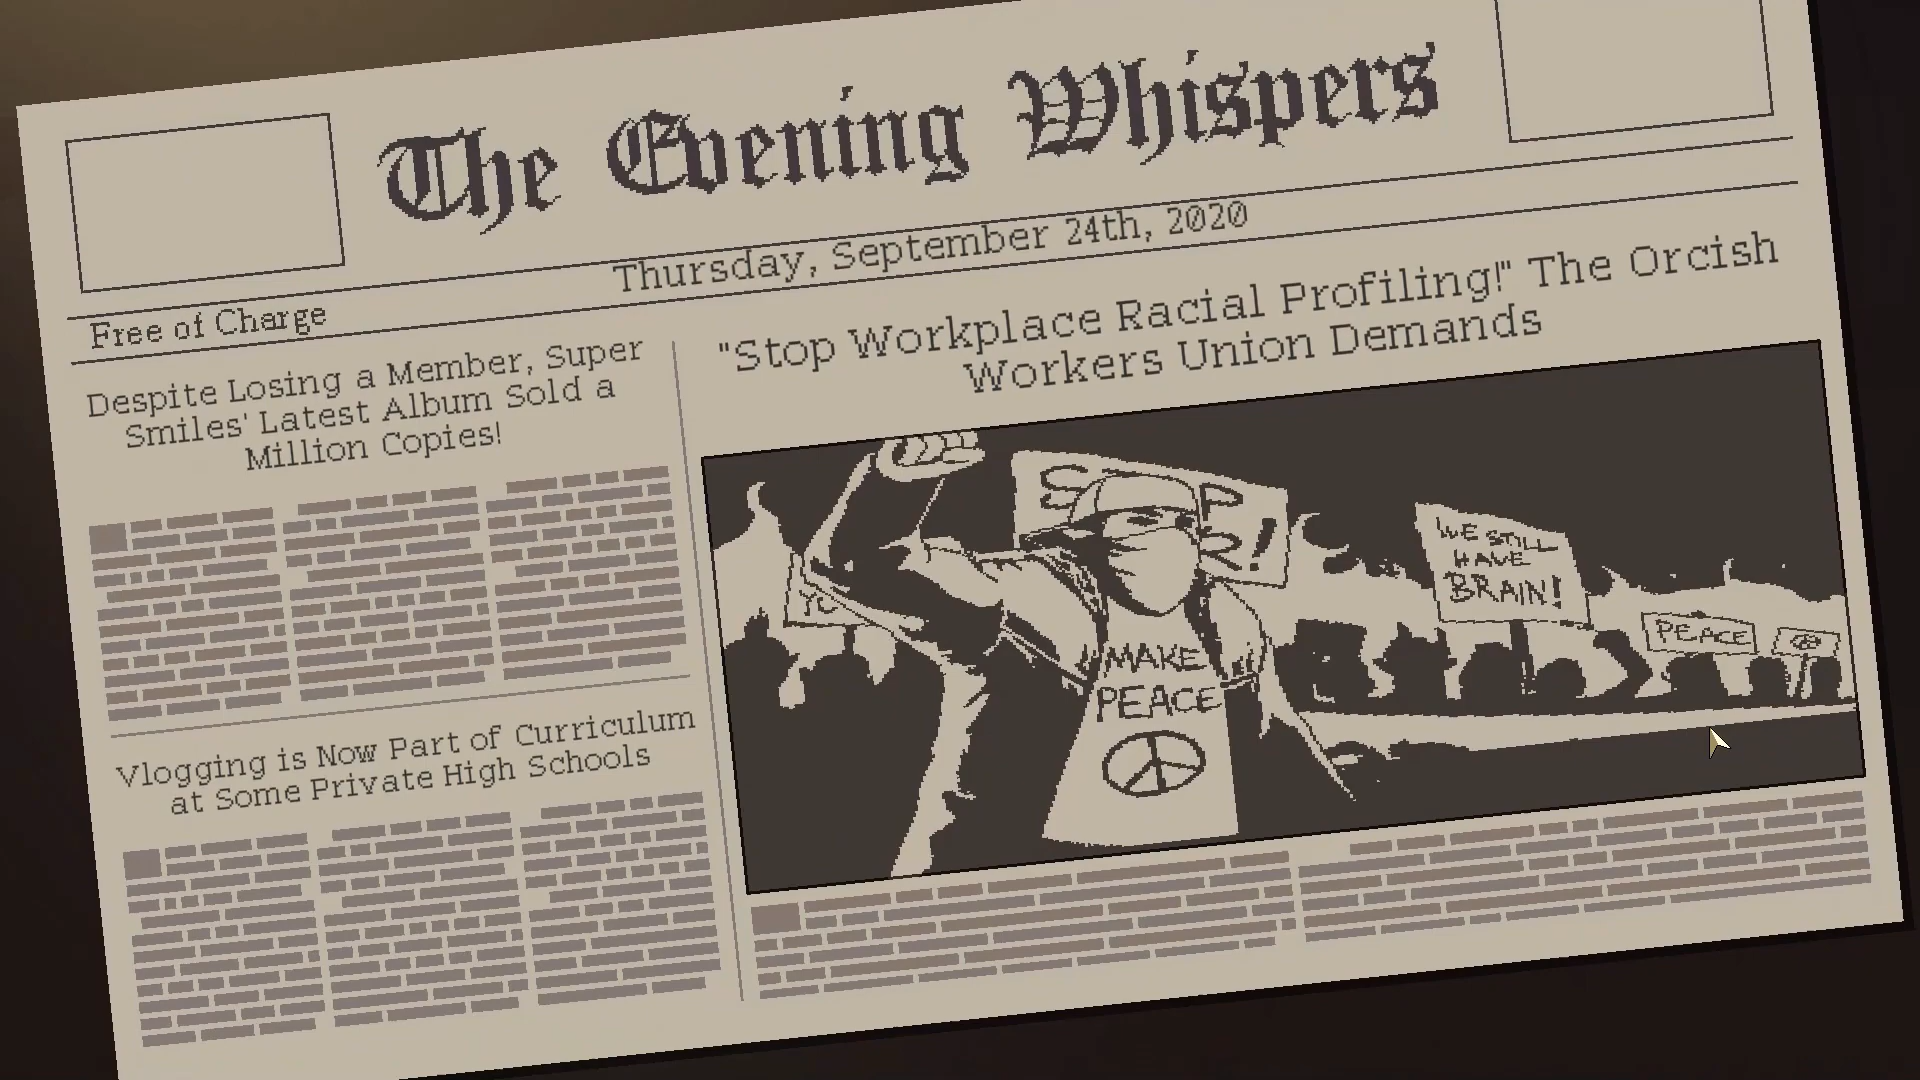 The Evening Whispers
Thursday, September 24th, 2020
Free of Charge
Despite Losing a Member, Super
Smiles' Latest Album Sold a
Million Copies!
Vlogging is Now Part of Curriculum
at Some Private High Schools
"Stop Workplace Racial Profiling!" The Orcish
Workers Union Demands
WE STILL
HAVE
BRAIN!
PEACE
MAKE
PEACE